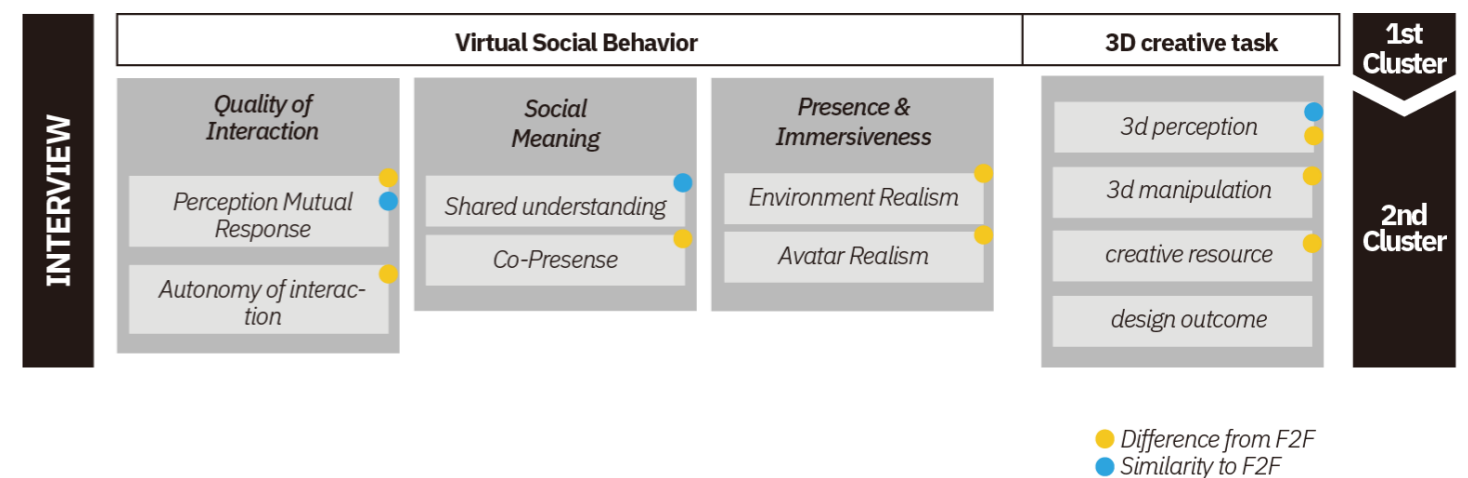 INTERVIEW
Virtual Social Behavior
3D creative task
1st
Cluster
2nd
Cluster
Quality of
Interaction
Perception Mutual
Response
Autonomy of interac-
tion
Social
Meaning
Shared understanding
Co-Presense
Presence &
Immersiveness
Environment Realism
Avatar Realism
3d perception
3d manipulation
creative resource
design outcome
Difference from F2F
Similarity to F2F